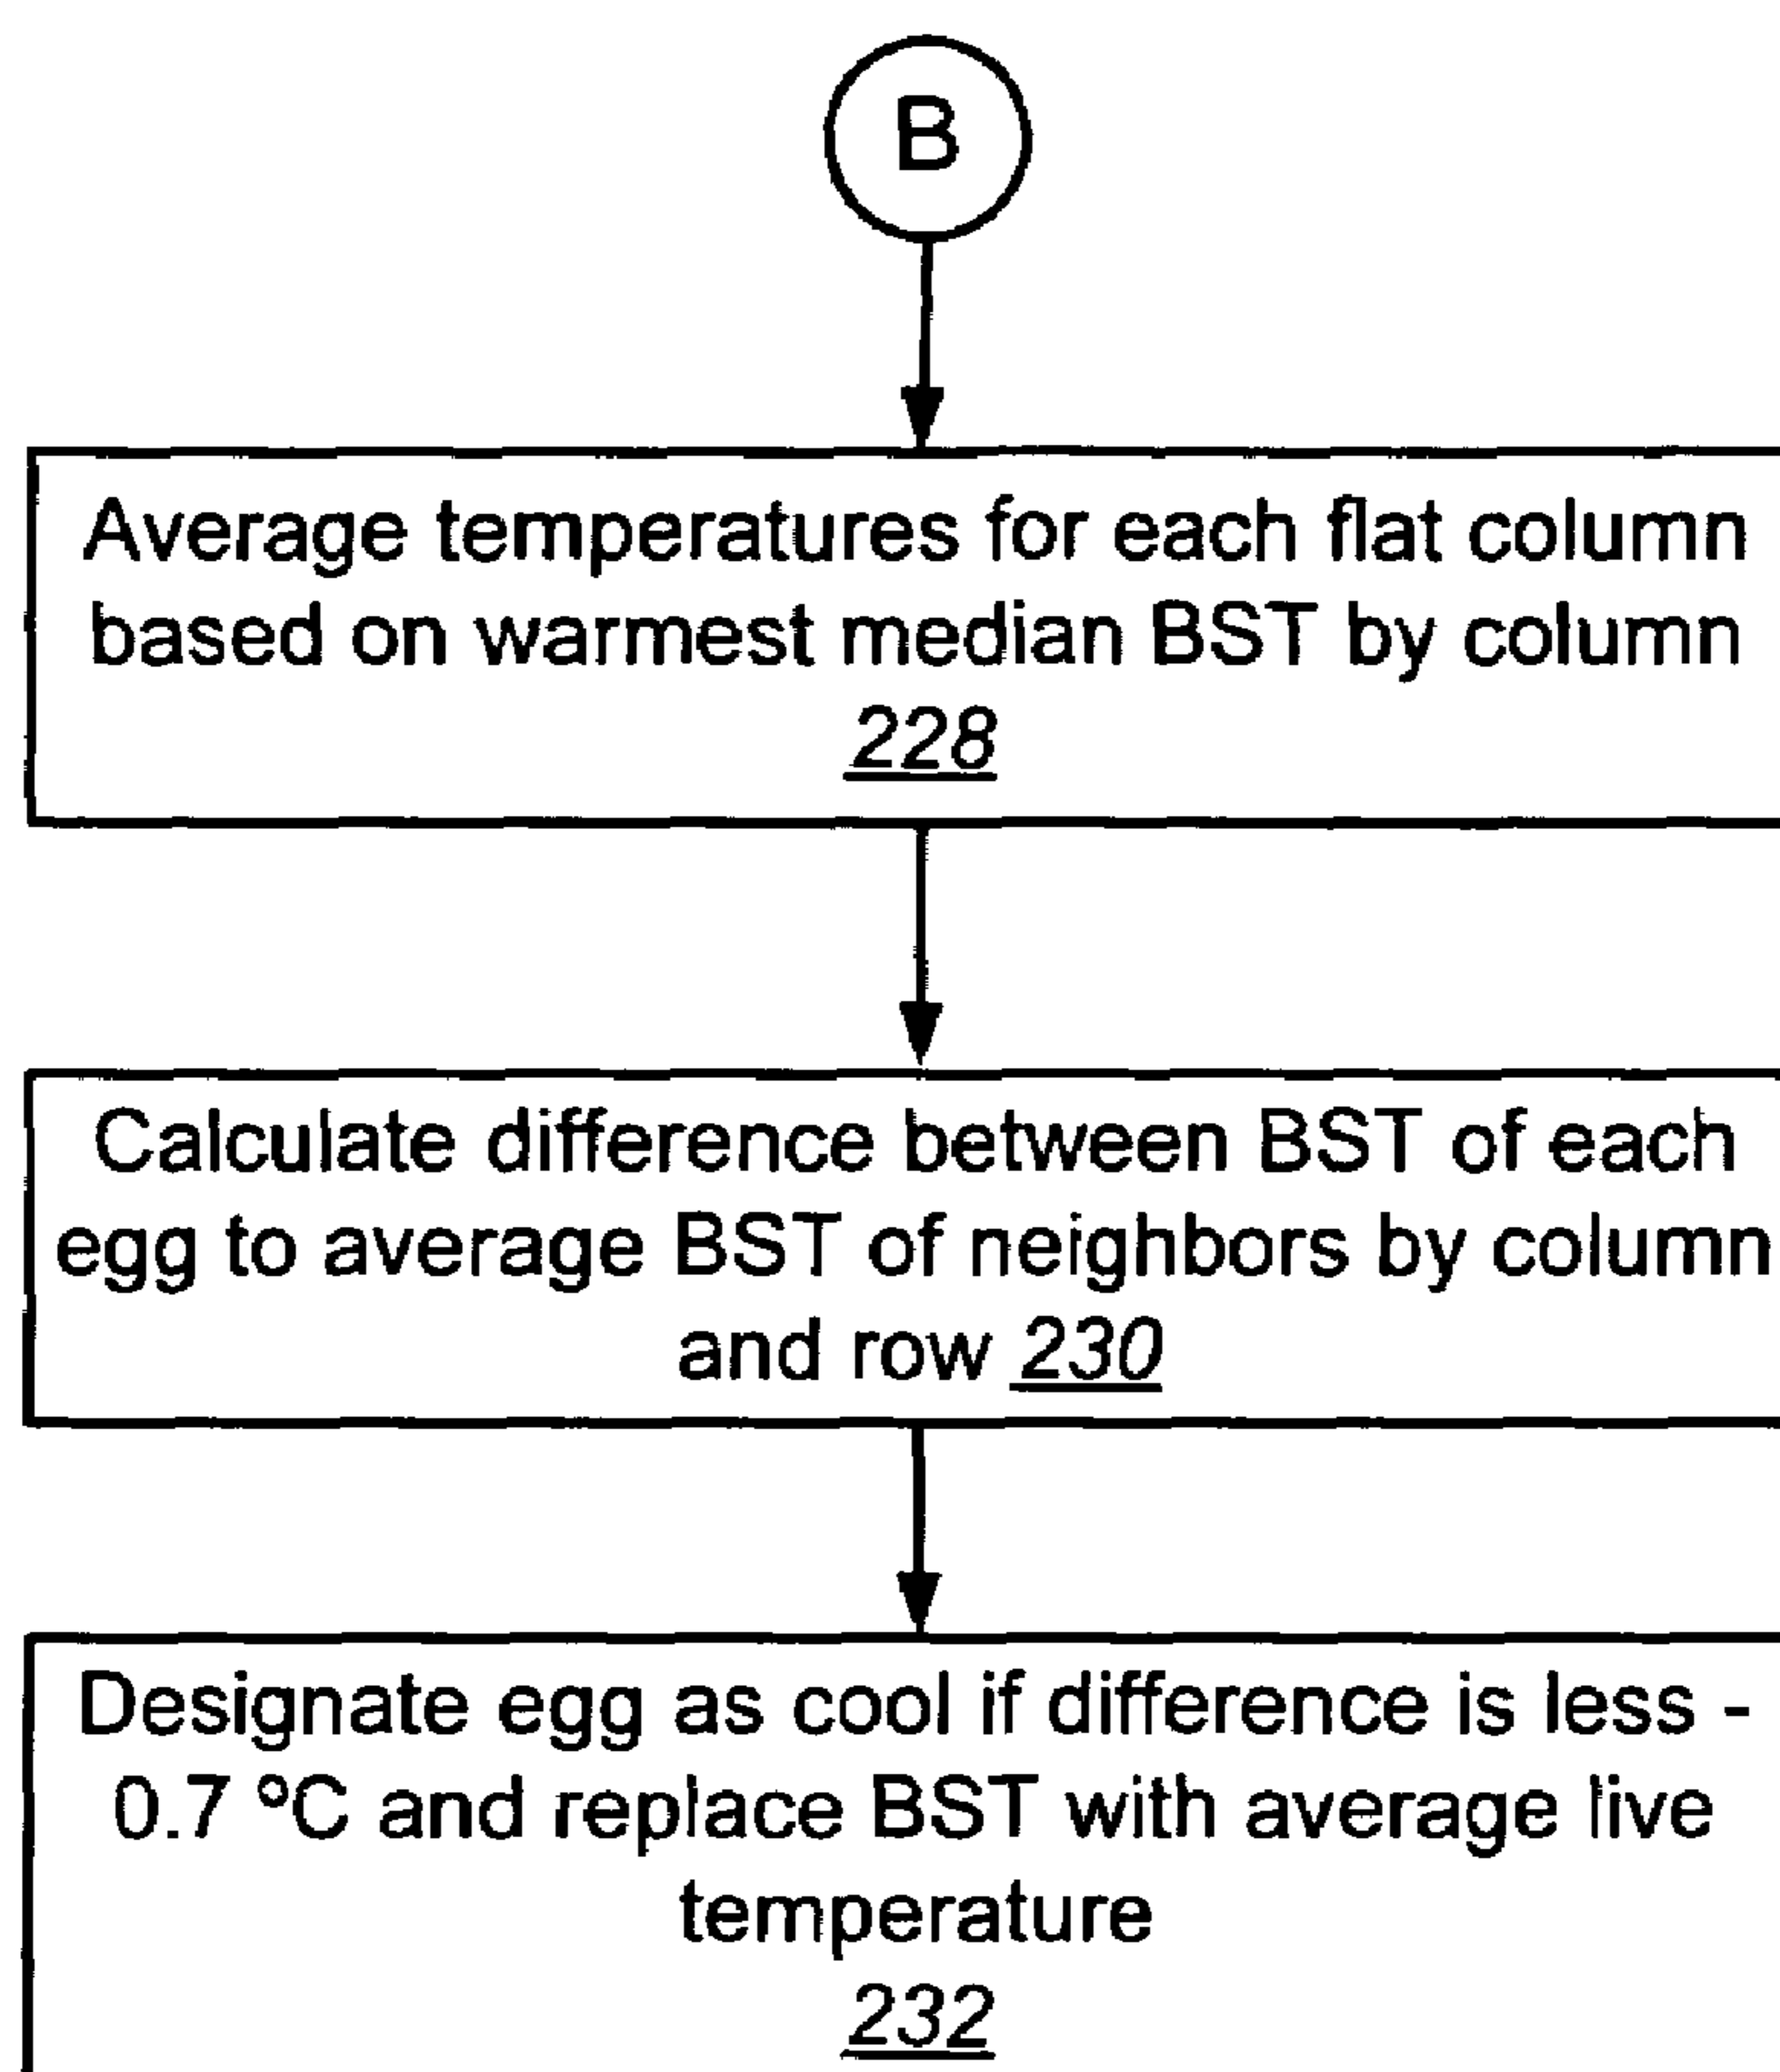 B
Average temperatures for each flat column
based on warmest median BST by column
228
Calculate difference between BST of each
egg to average BST of neighbors by column
and row 230
Designate egg as cool if difference is less -
0.7 ºC and replace BST with average live
temperature
232